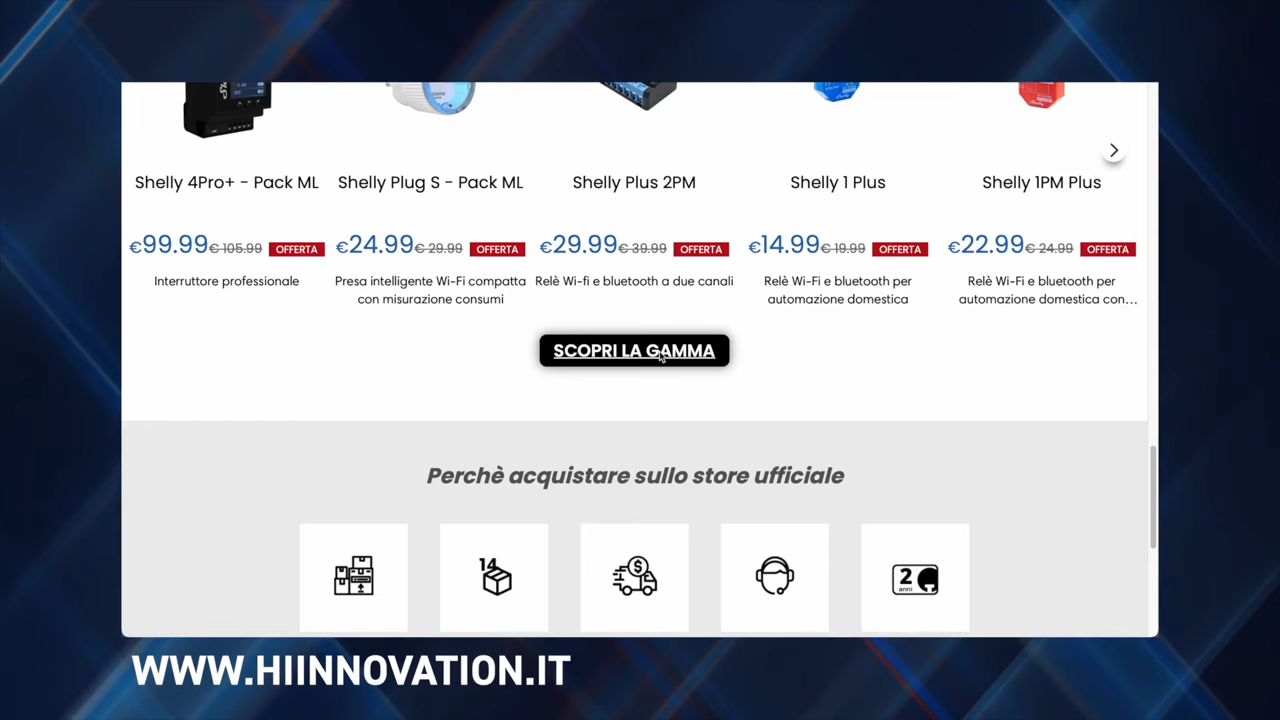 Shelly 4Pro+ - Pack ML
Shelly Plug S - Pack ML
Shelly Plus 2PM
Shelly 1 Plus
Shelly 1PM Plus
€99.99 € 105.99 OFFERTA
€24.99 € 29.99 OFFERTA
€29.99 € 39.99 OFFERTA
€14.99 € 19.99 OFFERTA
€22.99 € 24.99 OFFERTA
Interruttore professionale
Presa intelligente Wi-Fi compatta
con misurazione consumi
Relè Wi-fi e bluetooth a due canali
Relè Wi-Fi e bluetooth per
automazione domestica
Relè Wi-Fi e bluetooth per
automazione domestica con...
SCOPRI LA GAMMA
Perchè acquistare sullo store ufficiale
14
$
2
anni
WWW.HIINNOVATION.IT